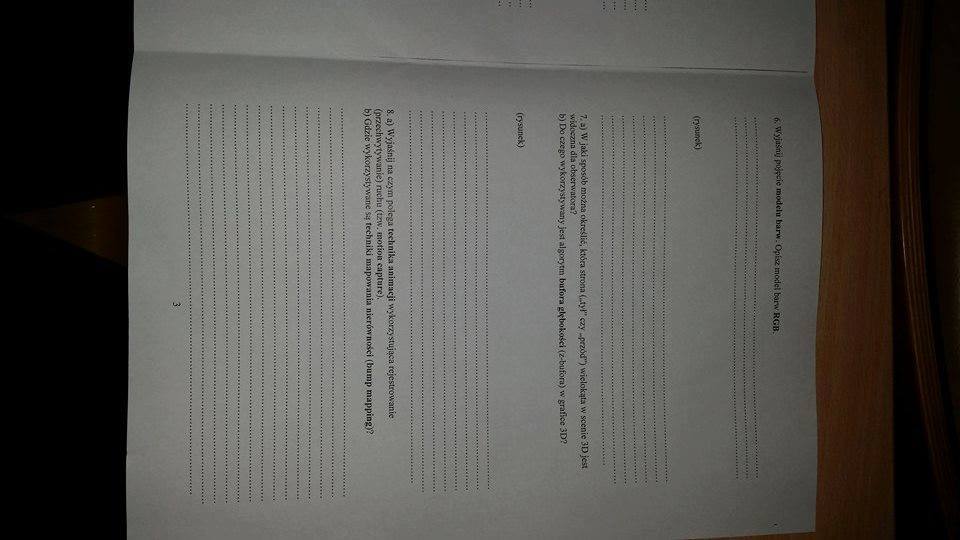 6. Wyjaśnij pojęcie modelu barw. Opisz model barw RGB.
(rysunek)
7. a) W jaki sposób można określić, która strona („tył” czy „przód”) wielokąta w scenie 3D jest
widoczna dla obserwatora?
b) Do czego wykorzystywany jest algorytm bufora głębokości (z-bufora) w grafice 3D?
(rysunek)
8. a) Wyjaśnij na czym polega technika animacji wykorzystująca rejestrowanie
(przechwytywanie) ruchu (tzw. motion capture).
b) Gdzie wykorzystywane są techniki mapowania nierówności (bump mapping)?
3